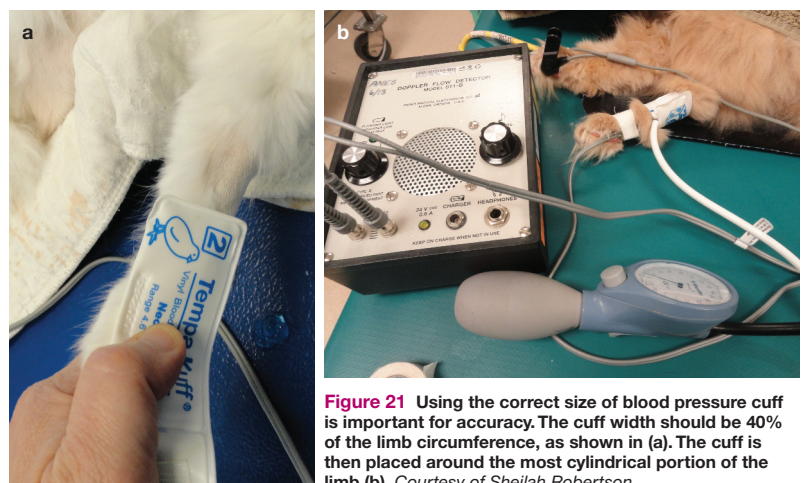 a
2
Tempa Kuff®
Vinyl Blood
Neo
Range 4.6
b
DOPPLER FLOW DETECTOR
MODEL 811-B
24 V
0.6 A
CHARGER
HEADPHONES
KEEP ON CHARGE WHEN NOT IN USE
Figure 21 Using the correct size of blood pressure cuff
is important for accuracy. The cuff width should be 40%
of the limb circumference, as shown in (a). The cuff is
then placed around the most cylindrical portion of the
limb (b). Courtesy of Sheilah Robertson